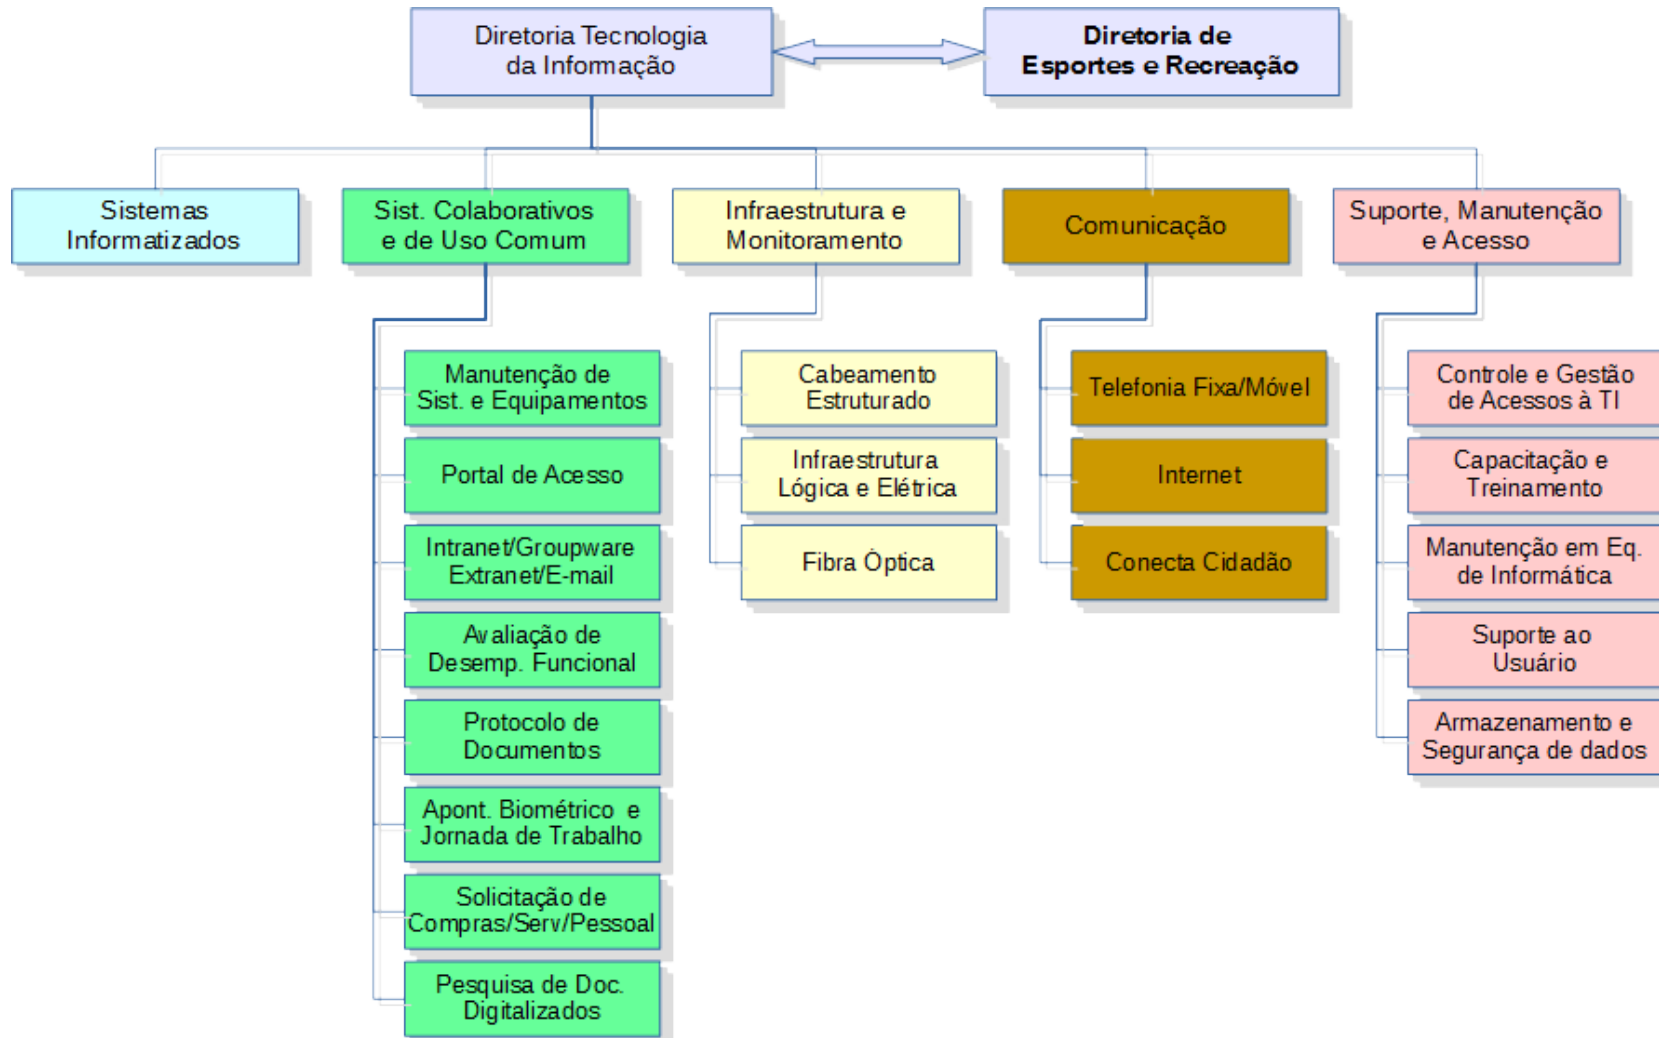 Diretoria Tecnologia
da Informação
Diretoria de
Esportes e Recreação
Sistemas
Informatizados
Sist. Colaborativos
e de Uso Comum
Infraestrutura e
Monitoramento
Comunicação
Suporte, Manutenção
e Acesso
Manutenção de
Sist. e Equipamentos
Portal de Acesso
Intranet/Groupware
Extranet/E-mail
Avaliação de
Desemp. Funcional
Protocolo de
Documentos
Apont. Biométrico e
Jornada de Trabalho
Solicitação de
Compras/Serv/Pessoal
Pesquisa de Doc.
Digitalizados
Cabeamento
Estruturado
Infraestrutura
Lógica e Elétrica
Fibra Óptica
Telefonia Fixa/Móvel
Internet
Conecta Cidadão
Controle e Gestão
de Acessos à TI
Capacitação e
Treinamento
Manutenção em Eq.
de Informática
Suporte ao
Usuário
Armazenamento e
Segurança de dados